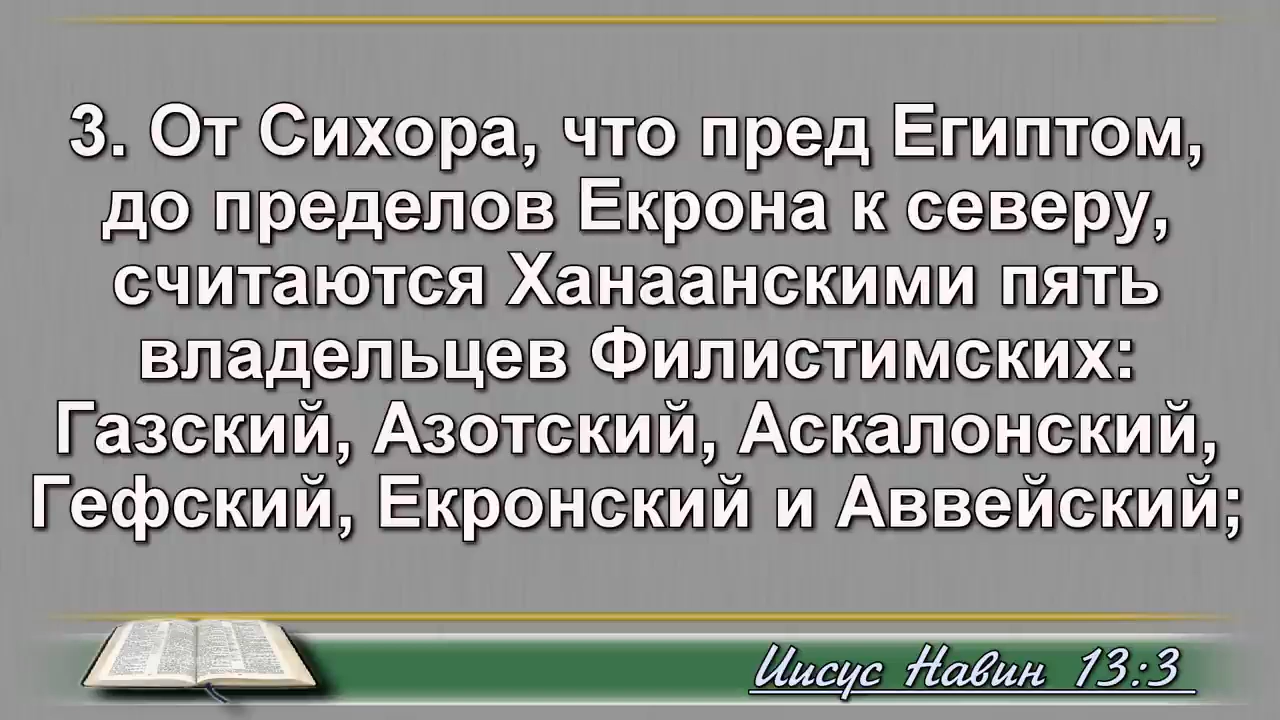 3. От Сихора, что пред Египтом,
до пределов Екрона к северу,
считаются Ханаанскими пять
владельцев Филистимских:
Газский, Азотский, Аскалонский,
Гефский, Екронский и Аввейский;
Иисус Навин 13:3